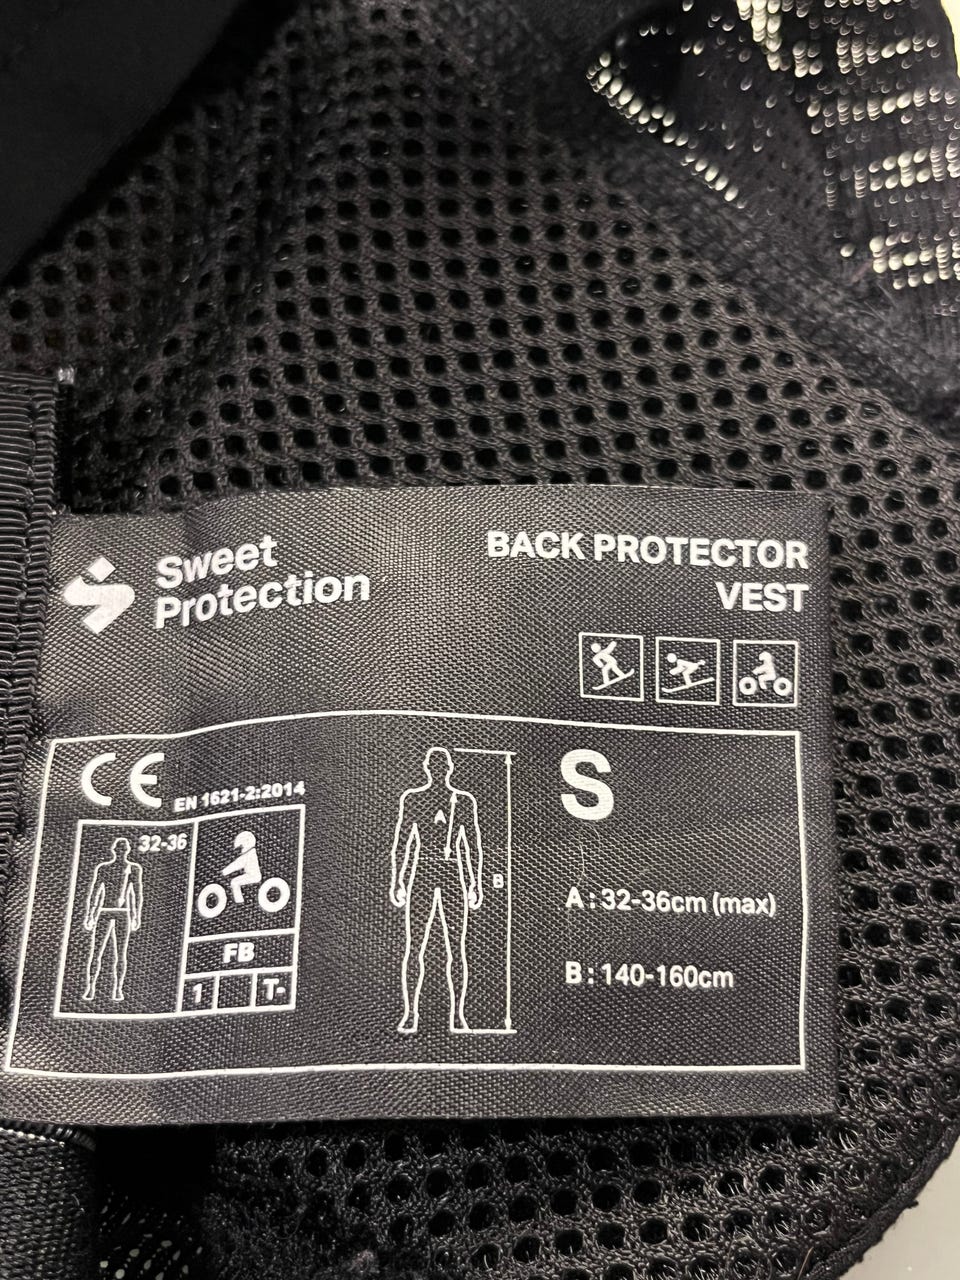 Sweet
Protection
BACK PROTECTOR
VEST
CE
EN 1621-2:2014
32-36
FB
1
T-
A
B
S
A : 32-36cm (max)
B : 140-160cm